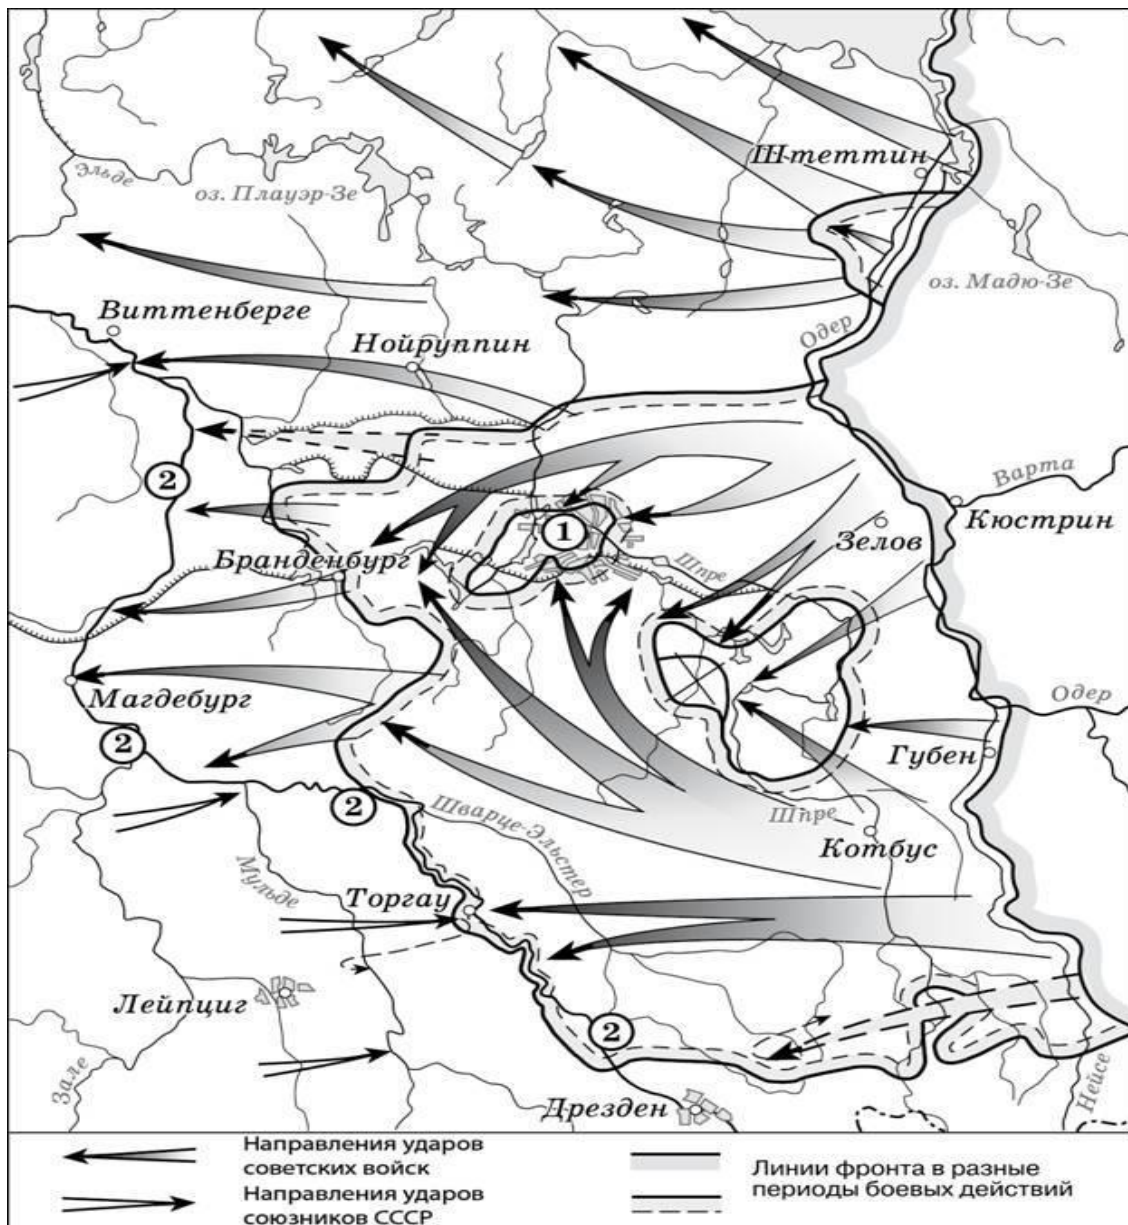 Штеттин
Эльде
оз. Плауэр-Зе
оз. Мадю-Зе
Виттенберге
Одер
Нойруппин
2
Варта
Кюстрин
1
Зелов
Бранденбург
Шпре
Магдебург
Одер
2
Губен
2
Шварце-Эльстер
Шпре
Котбус
Мульде
Торгау
Лейпциг
2
Зале
Нейсе
Дрезден
Направления ударов
советских войск
Направления ударов
союзников СССР
Линии фронта в разные
периоды боевых действий